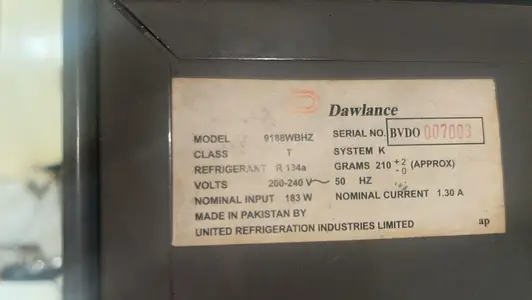 Dawlance
MODEL 9188WBHZ SERIAL NO. BVDO 007003
CLASS T SYSTEM K
REFRIGERANT R 134a GRAMS 210 +2 -0 (APPROX)
VOLTS 200-240 V~ 50 HZ
NOMINAL INPUT 183 W NOMINAL CURRENT 1.30 A
MADE IN PAKISTAN BY
UNITED REFRIGERATION INDUSTRIES LIMITED ap